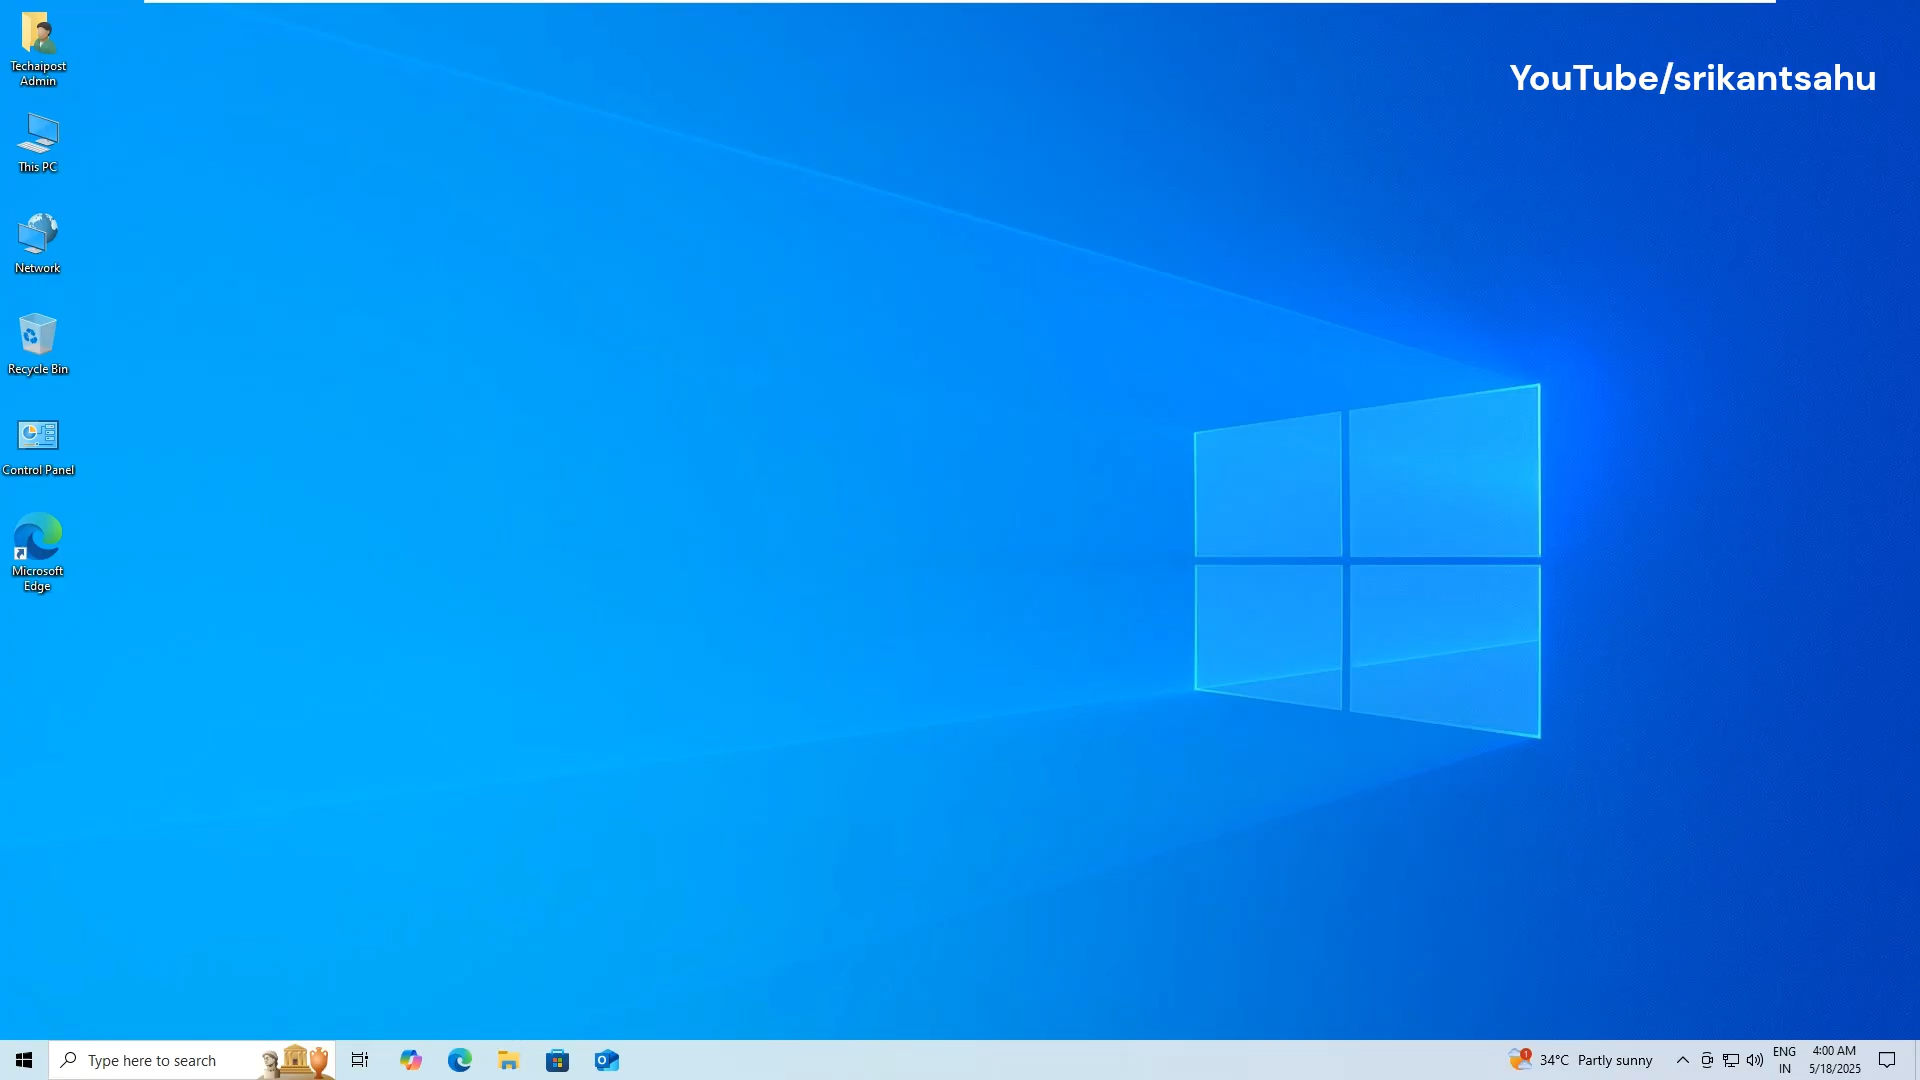 YouTube/srikantsahu
Techaipost
Admin
This PC
Network
Recycle Bin
Control Panel
Microsoft
Edge
Type here to search
1
34°C Partly sunny
ENG
IN
4:00 AM
5/18/2025